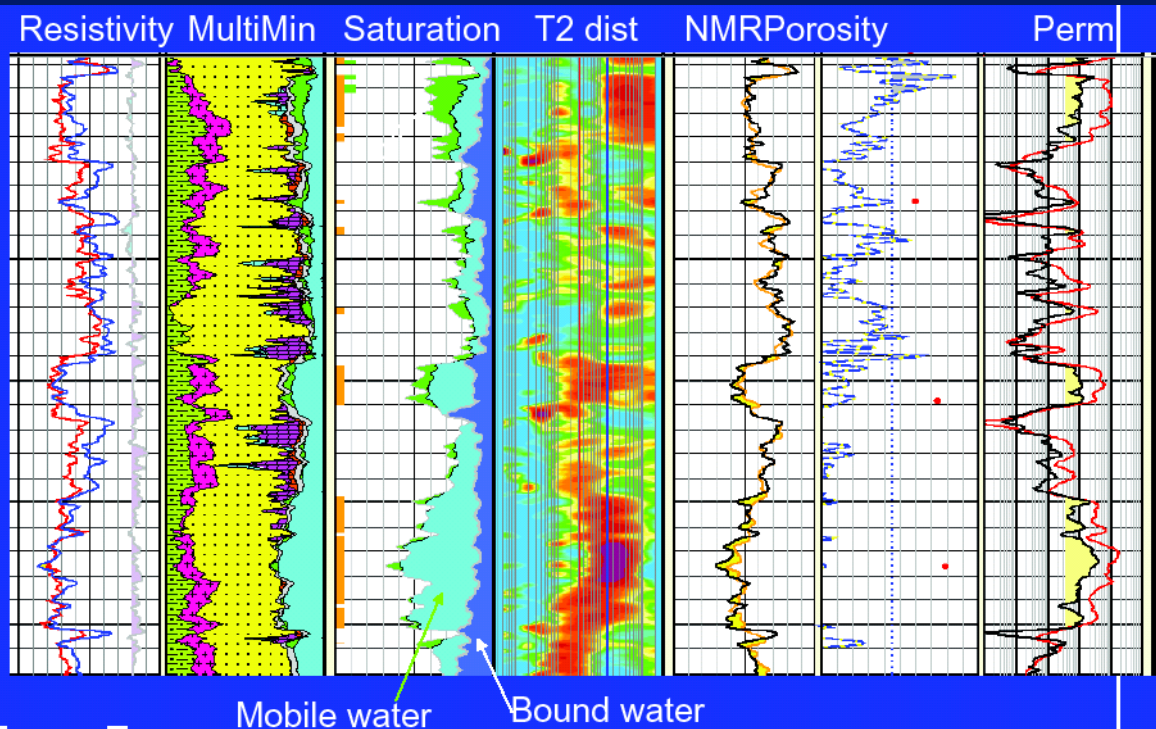 Resistivity MultiMin Saturation T2 dist NMRPorosity Perm
Mobile water Bound water